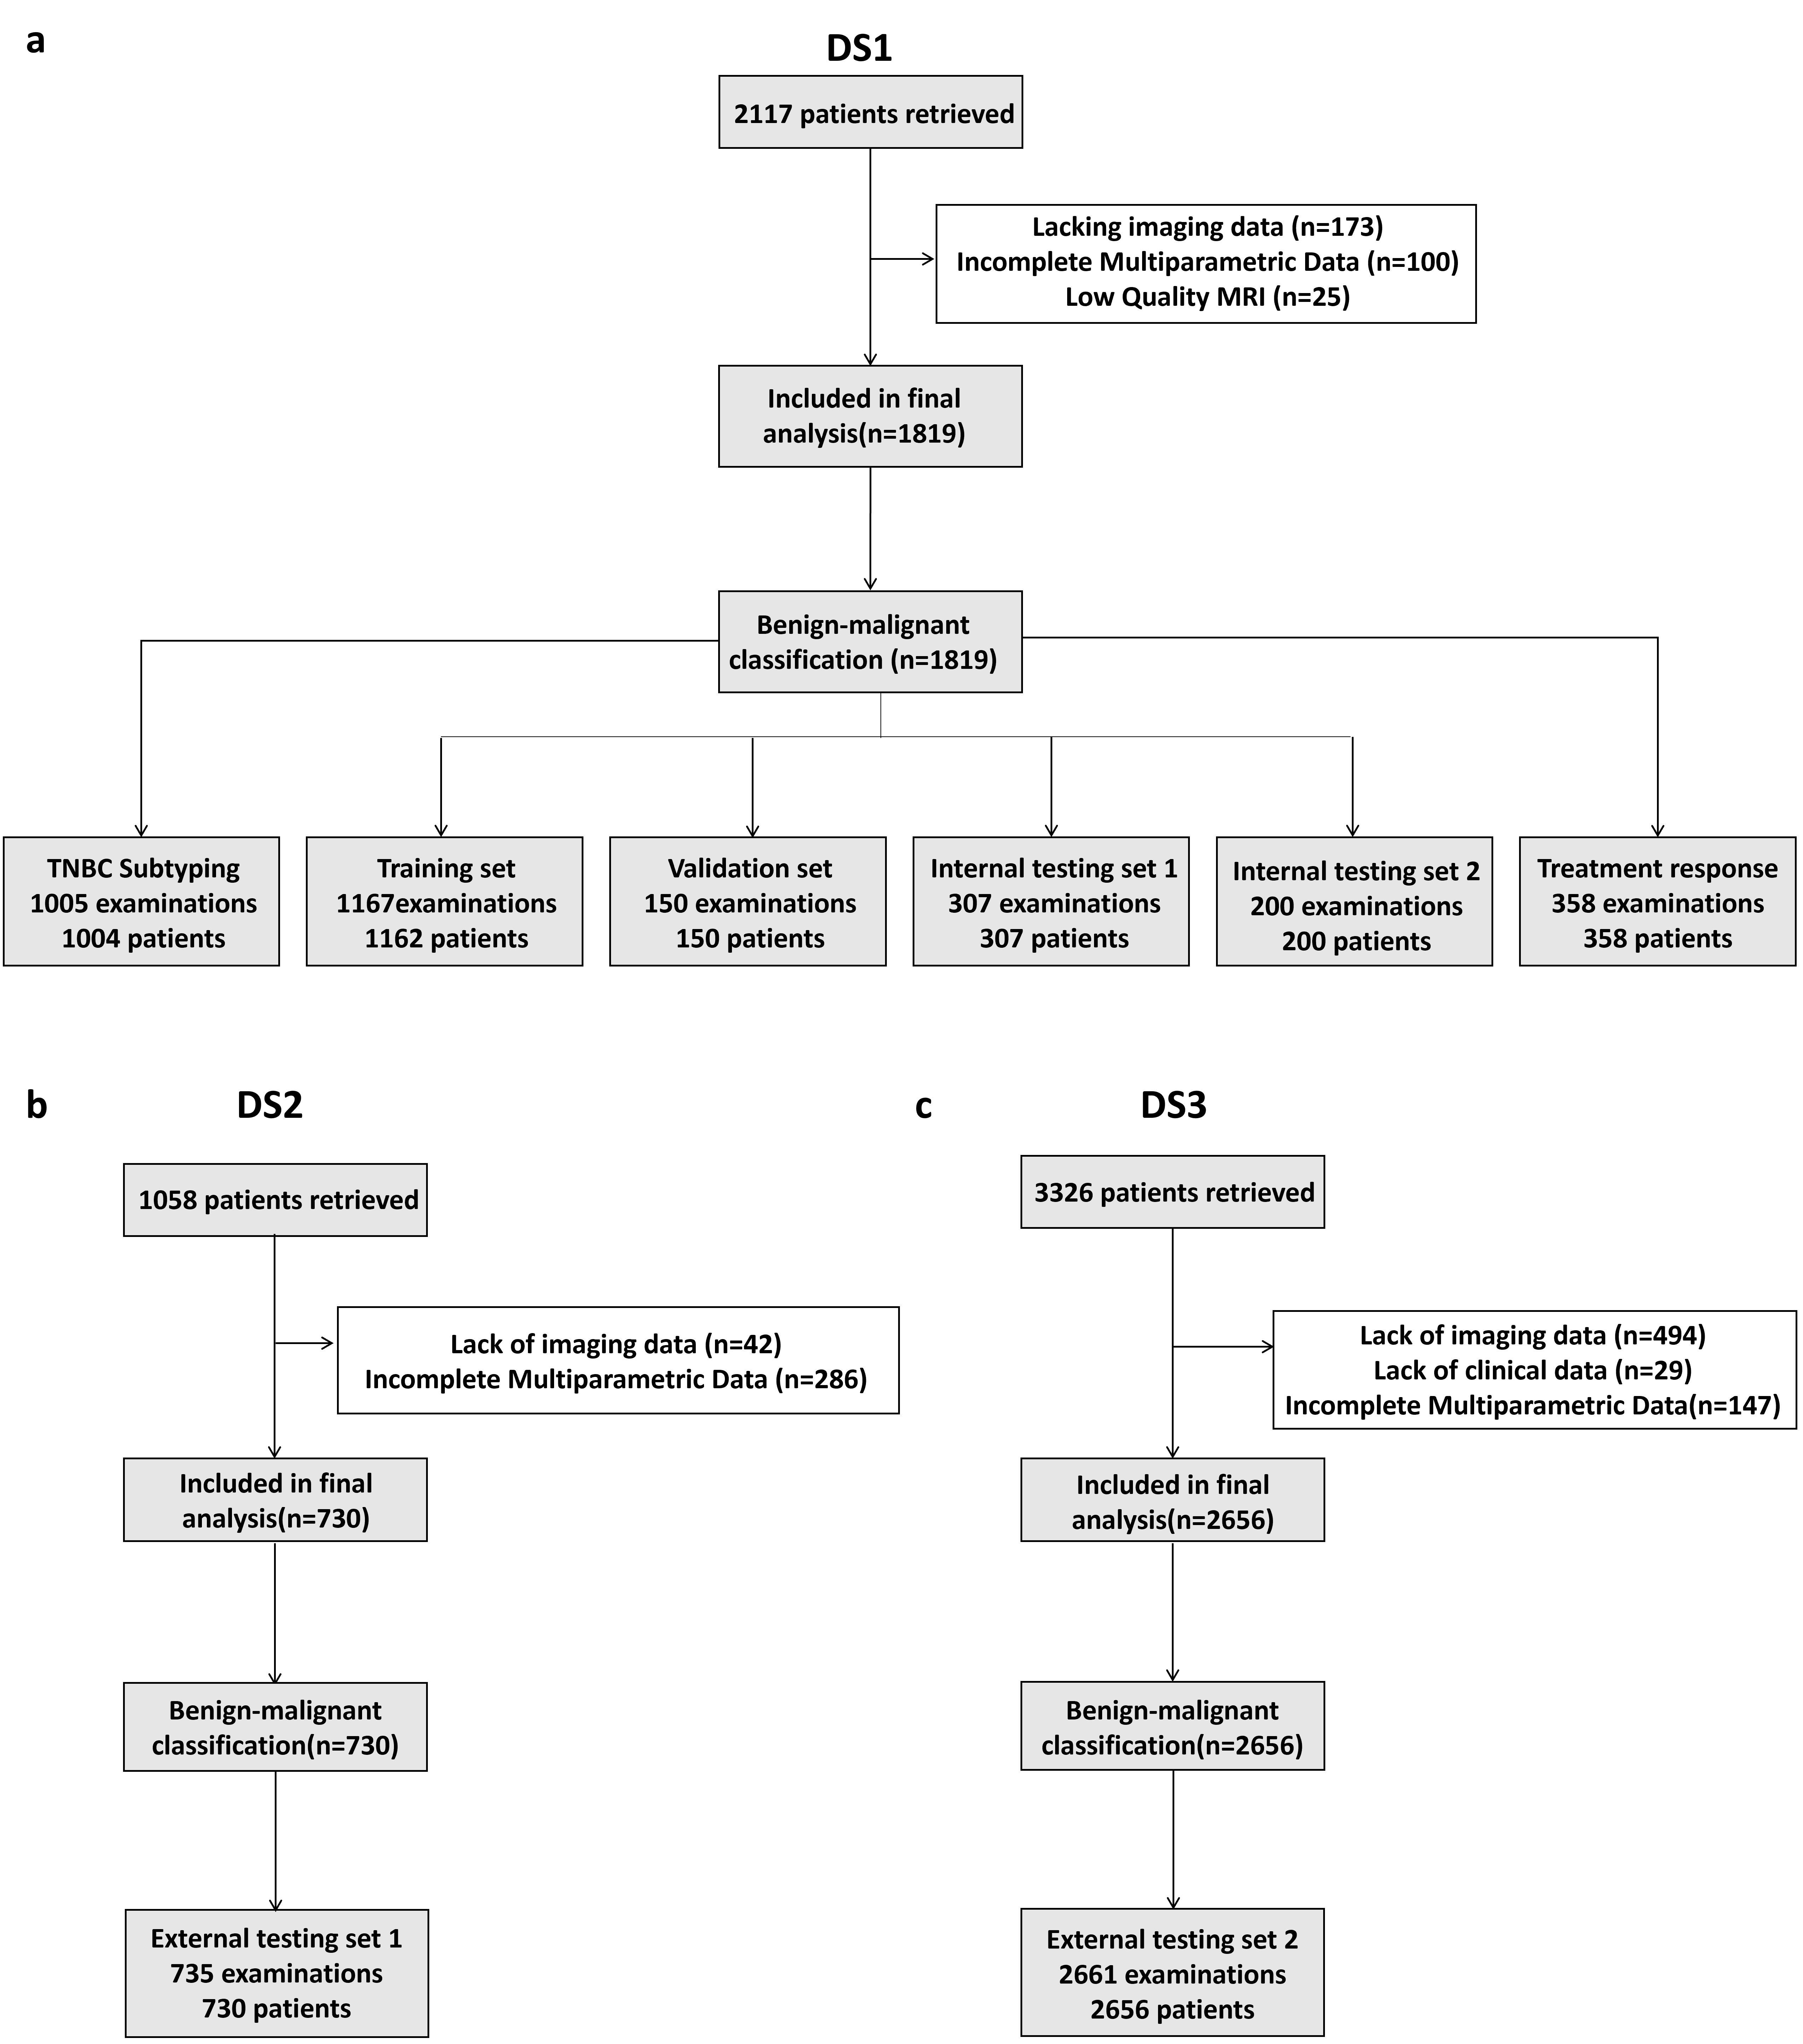 a
DS1
2117 patients retrieved
Lacking imaging data (n=173)
Incomplete Multiparametric Data (n=100)
Low Quality MRI (n=25)
Included in final
analysis(n=1819)
Benign-malignant
classification (n=1819)
TNBC Subtyping
1005 examinations
1004 patients
Training set
1167examinations
1162 patients
Validation set
150 examinations
150 patients
Internal testing set 1
307 examinations
307 patients
Internal testing set 2
200 examinations
200 patients
Treatment response
358 examinations
358 patients
b
DS2
1058 patients retrieved
Lack of imaging data (n=42)
Incomplete Multiparametric Data (n=286)
Included in final
analysis(n=730)
Benign-malignant
classification(n=730)
External testing set 1
735 examinations
730 patients
c
DS3
3326 patients retrieved
Lack of imaging data (n=494)
Lack of clinical data (n=29)
Incomplete Multiparametric Data(n=147)
Included in final
analysis(n=2656)
Benign-malignant
classification(n=2656)
External testing set 2
2661 examinations
2656 patients